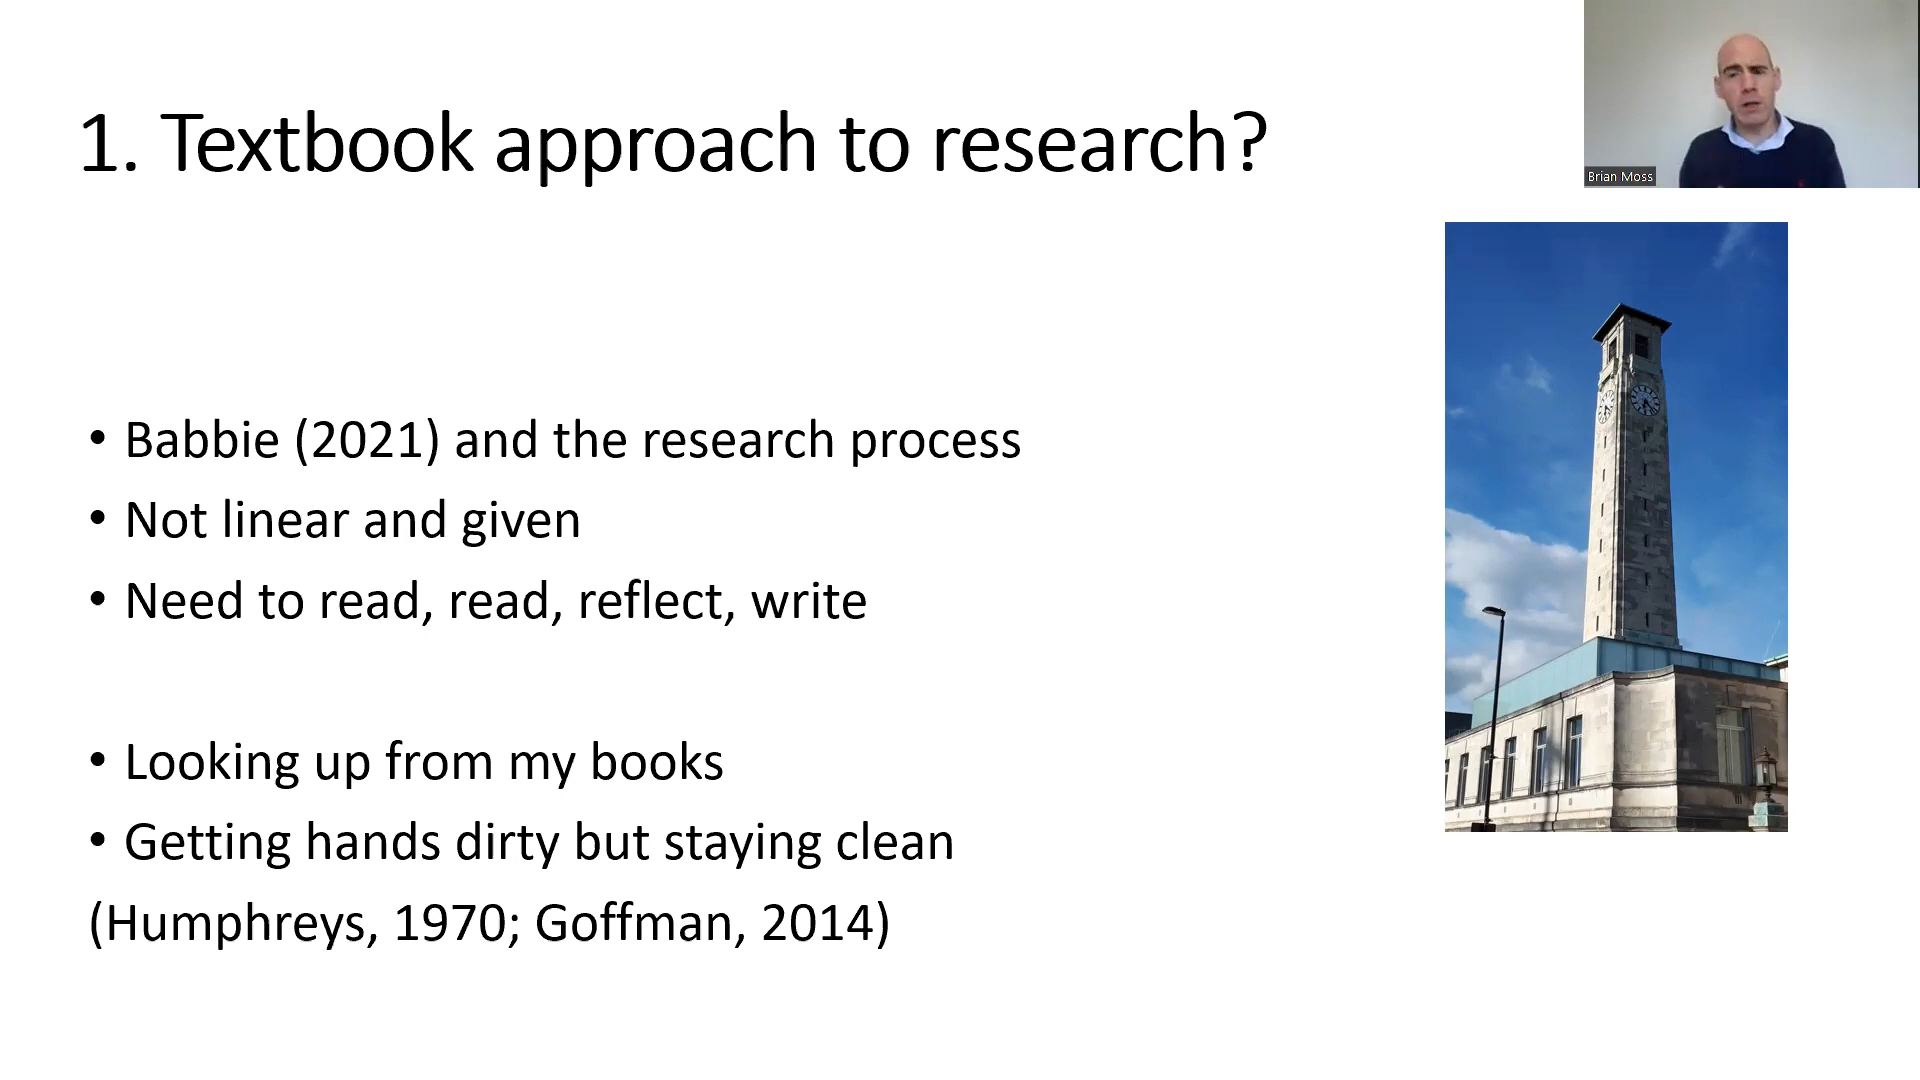 1. Textbook approach to research?
Brian Moss
• Babbie (2021) and the research process
• Not linear and given
• Need to read, read, reflect, write
• Looking up from my books
• Getting hands dirty but staying clean
(Humphreys, 1970; Goffman, 2014)